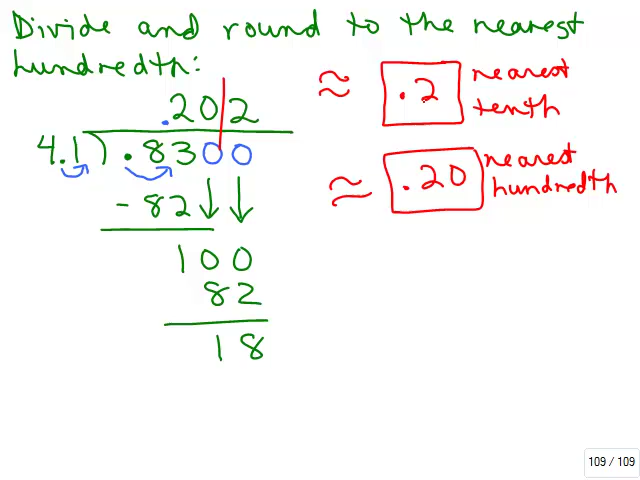 Divide and round to the nearest
hundredth:
≈ .2 nearest tenth
.20|2
4.1).8300
≈ .20 nearest hundredth
-82↓↓
100
82
18
109 / 109